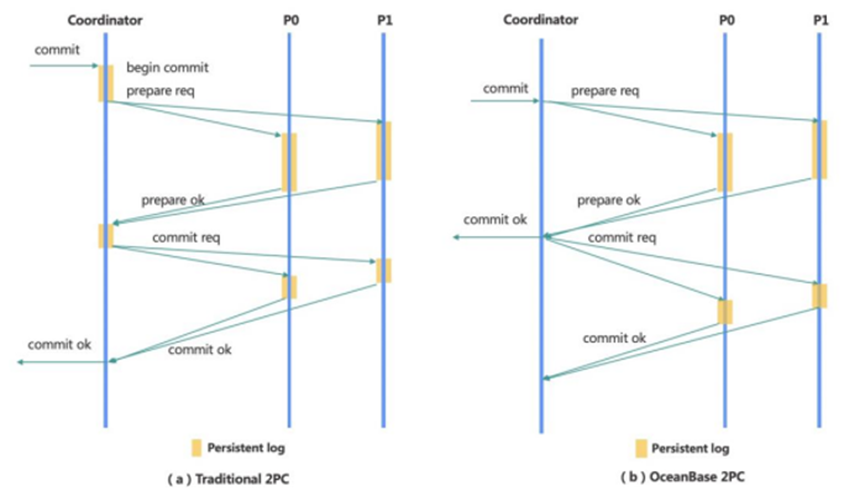 Coordinator P0 P1
commit
begin commit
prepare req
prepare ok
commit req
commit ok
commit ok
Persistent log
( a ) Traditional 2PC
Coordinator P0 P1
commit
prepare req
prepare ok
commit ok
commit req
commit ok
Persistent log
( b ) OceanBase 2PC